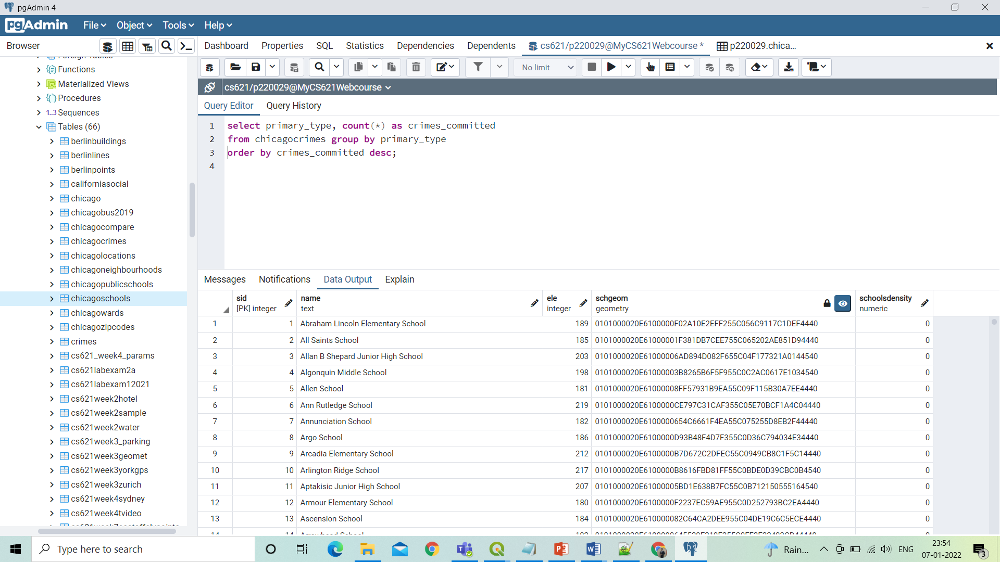 pgAdmin 4
pgAdmin File Object Tools Help
Browser
Dashboard Properties SQL Statistics Dependencies Dependents cs621/p220029@MyCS621Webcourse * p220029.chica...
No limit
cs621/p220029@MyCS621Webcourse
Query Editor Query History
Foreign Tables
Functions
Materialized Views
Procedures
1..3 Sequences
Tables (66)
berlinbuildings
berlinlines
berlinpoints
californiasocial
chicago
chicagobus2019
chicagocompare
chicagocrimes
chicagolocations
chicagoneighbourhoods
chicagopublicschools
chicagoschools
chicagowards
chicagozipcodes
crimes
cs621_week4_params
cs621labexam2a
cs621labexam12021
cs621week2hotel
cs621week2sample
cs621week2water
cs621week3_parking
cs621week3geomet
cs621week3yorkgps
cs621week3zurich
cs621week4sydney
cs621week4tvideo
1 select primary_type, count(*) as crimes_committed
2 from chicagocrimes group by primary_type
3 order by crimes_committed desc;
4
Messages Notifications Data Output Explain
sid name ele schgeom schoolsdensity
[PK] integer text integer geometry numeric
1 1 Abraham Lincoln Elementary School 189 0101000020E6100000F02A10E2EFF255C056C9117C1DEF4440 0
2 2 All Saints School 185 0101000020E61000001F381DB7CEE755C065202AE851D94440 0
3 3 Allan B Shepard Junior High School 203 0101000020E61000006AD894D082F655C04F177321A0144540 0
4 4 Algonquin Middle School 198 0101000020E61000003B8265B6F5F955C0C2AC0617E1034540 0
5 5 Allen School 181 0101000020E61000008FF57931B9EA55C09F115B30A7EE4440 0
6 6 Ann Rutledge School 219 0101000020E6100000CE797C31CAF355C05E70BCF1A4C04440 0
7 7 Annunciation School 182 0101000020E6100000654C6661F4EA55C075255D8EB2F44440 0
8 8 Argo School 186 0101000020E6100000D93B48F4D7F355C0D36C794034E34440 0
9 9 Arcadia Elementary School 212 0101000020E6100000B7D672C2DFEC55C0949CB8C1F5C14440 0
10 10 Arlington Ridge School 217 0101000020E6100000B8616FBD81FF55C0BDE0D39CBC0B4540 0
11 11 Aptakisic Junior High School 207 0101000020E61000005BD1E638B7FC55C0B712150555164540 0
12 12 Armour Elementary School 180 0101000020E6100000F2237EC59AE955C0D252793BC2EA4440 0
13 13 Ascension School 184 0101000020E610000082C64CA2DEE955C04DE19C6C5ECE4440 0
14 14 Arrowhead School
Type here to search
Rain... ENG 23:54
07-01-2022 3